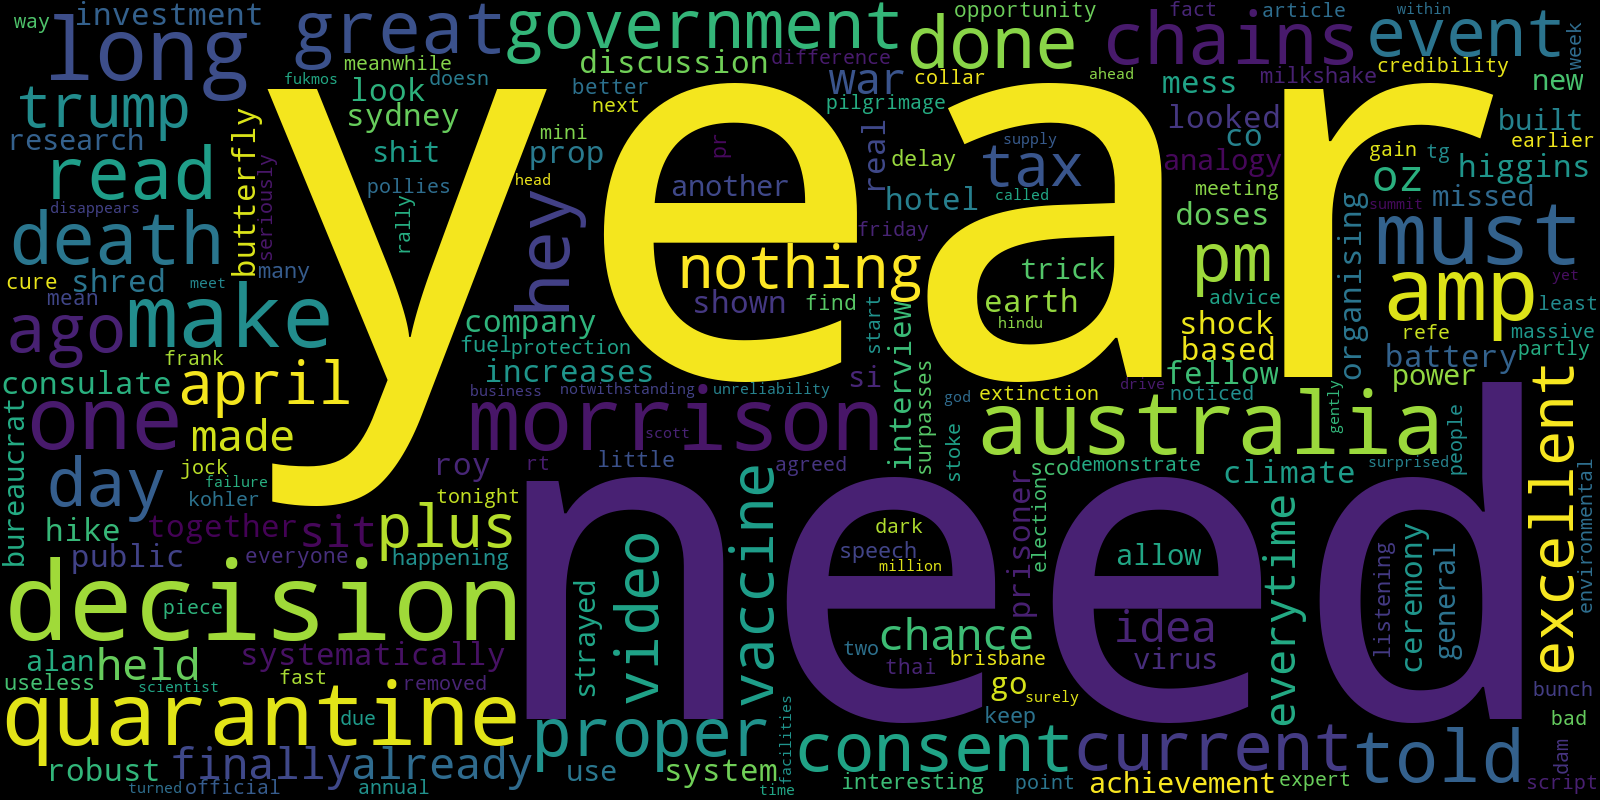 way investment long great government opportunity done chains fact article within event week
fukmos meanwhile doesn discussion difference war collar ahead mess milkshake credibility new
trump look better next pilgrimage looked built
research butterfly sydney mini prop pr real delay supply tax co gain tg earlier
read seriously shit pollies another hotel called analogy meeting oz higgins
disappears rally head year friday doses organising summit missed
death many hey nothing trick pm must
cure shred meet shown find earth advice amp yet least
mean make company start hindu shock refe massive
ago frank fuel protection interview based battery partly
consulate april increases si extinction drive fellow power
business notwithstanding unreliability god noticed
one made morrison scott surpasses australia gently people
bureaucrat day jock failure kohler roy rt little agreed stoke sco demonstrate climate surprised
hike together sit plus tonight need video vaccine dark prisoner election everytime excellent environmental
public everyone happening speech million allow listening ceremony general
decision piece strayed chance idea
alan held systematically two thai brisbane virus
useless scientist fast removed go surely bunch
quarantine due proper facilities keep bad
robust finally already use system consent current told dam
turned official annual time interesting point achievement expert script